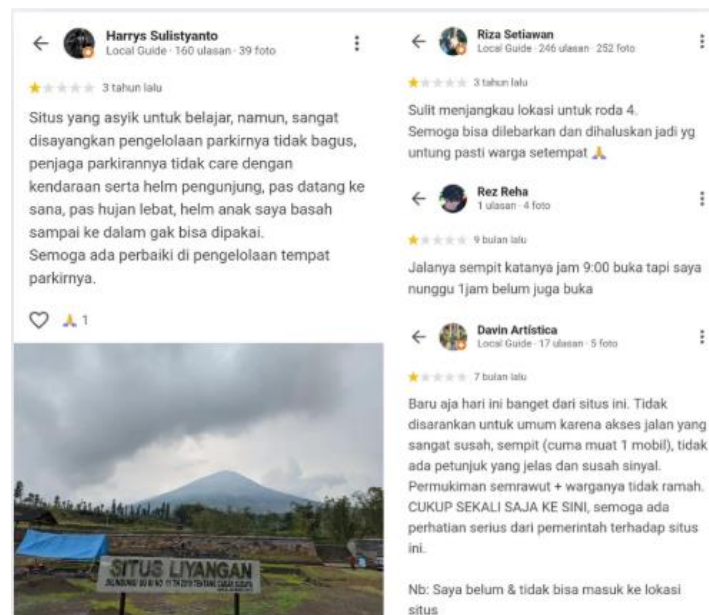 Harrys Sulistyanto
Local Guide · 160 ulasan · 39 foto
3 tahun lalu
Situs yang asyik untuk belajar, namun, sangat
disayangkan pengelolaan parkirnya tidak bagus,
penjaga parkirannya tidak care dengan
kendaraan serta helm pengunjung, pas datang ke
sana, pas hujan lebat, helm anak saya basah
sampai ke dalam gak bisa dipakai.
Semoga ada perbaiki di pengelolaan tempat
parkirnya.
🙏 1
SITUS LIYANGAN
Riza Setiawan
Local Guide · 246 ulasan · 252 foto
3 tahun lalu
Sulit menjangkau lokasi untuk roda 4.
Semoga bisa dilebarkan dan dihaluskan jadi yg
untung pasti warga setempat 🙏
Rez Reha
1 ulasan · 4 foto
9 bulan lalu
Jalanya sempit katanya jam 9:00 buka tapi saya
nunggu 1jam belum juga buka
Davin Artística
Local Guide · 17 ulasan · 5 foto
7 bulan lalu
Baru aja hari ini banget dari situs ini. Tidak
disarankan untuk umum karena akses jalan yang
sangat susah, sempit (cuma muat 1 mobil), tidak
ada petunjuk yang jelas dan susah sinyal.
Permukiman semrawut + warganya tidak ramah.
CUKUP SEKALI SAJA KE SINI, semoga ada
perhatian serius dari pemerintah terhadap situs
ini.
Nb: Saya belum & tidak bisa masuk ke lokasi
situs